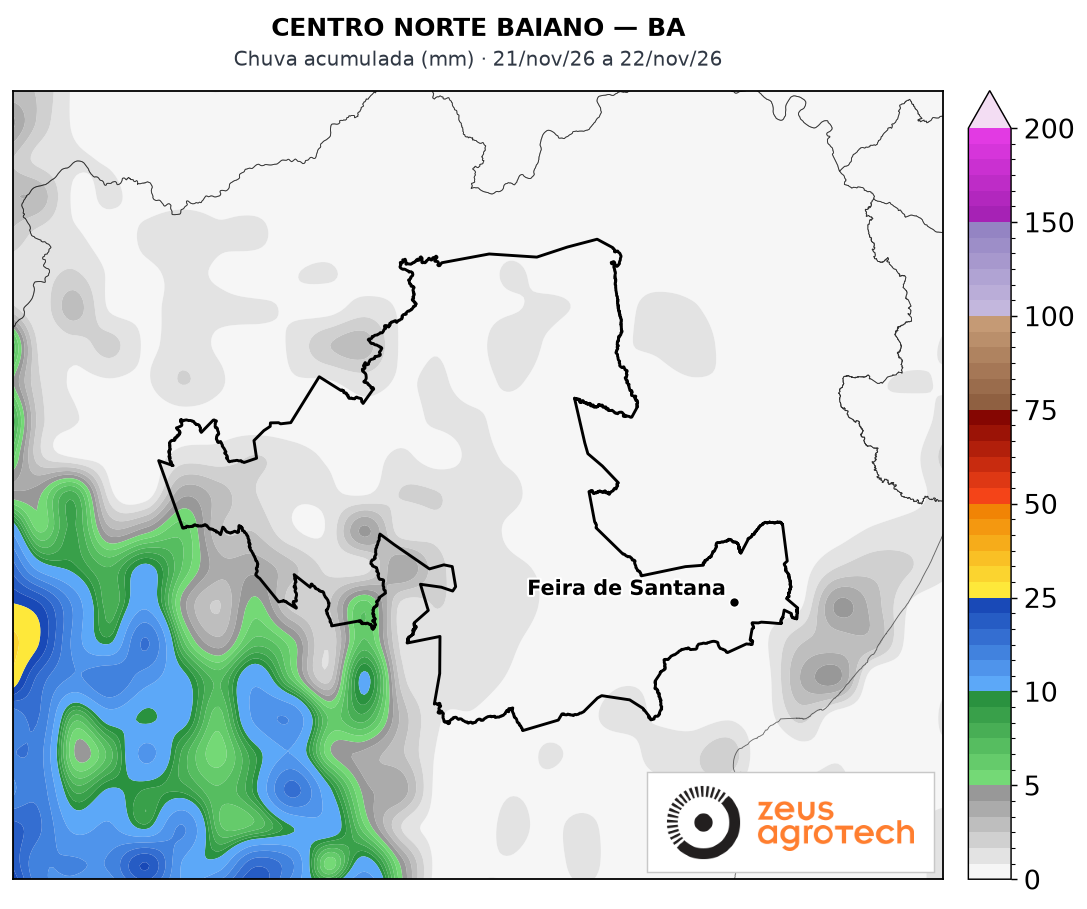 CENTRO NORTE BAIANO — BA
Chuva acumulada (mm) · 21/nov/26 a 22/nov/26
200
150
100
75
50
25
10
5
0
Feira de Santana
zeus
agroTech